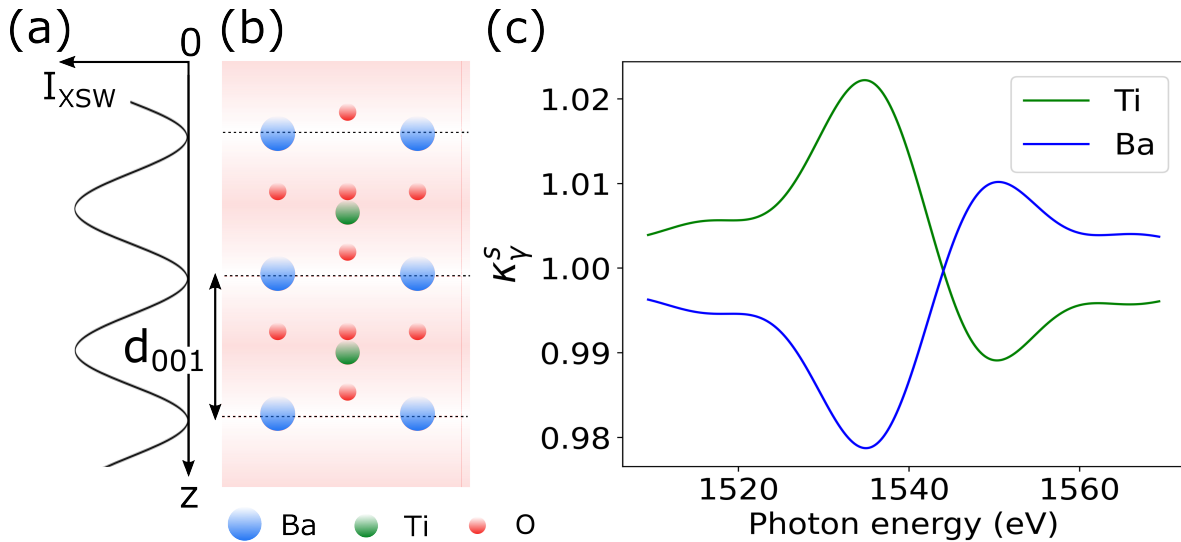 (a)
0
I_XSW
z
(b)
d_001
Ba
Ti
O
(c)
κ^s_γ
1.02
1.01
1.00
0.99
0.98
Ti
Ba
1520
1540
1560
Photon energy (eV)